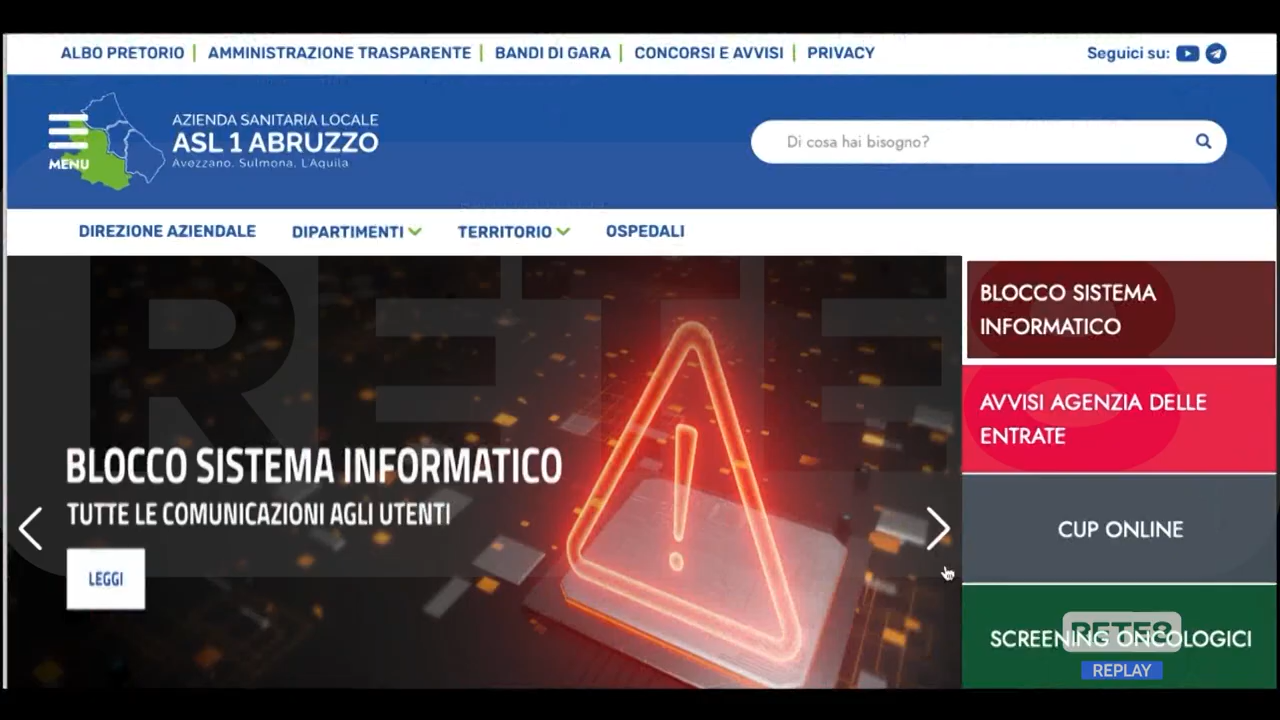 ALBO PRETORIO | AMMINISTRAZIONE TRASPARENTE | BANDI DI GARA | CONCORSI E AVVISI | PRIVACY
Seguici su:
MENU
AZIENDA SANITARIA LOCALE
ASL 1 ABRUZZO
Avezzano, Sulmona, L'Aquila
Di cosa hai bisogno?
DIREZIONE AZIENDALE
DIPARTIMENTI
TERRITORIO
OSPEDALI
RETE8
BLOCCO SISTEMA INFORMATICO
TUTTE LE COMUNICAZIONI AGLI UTENTI
LEGGI
BLOCCO SISTEMA
INFORMATICO
AVVISI AGENZIA DELLE
ENTRATE
CUP ONLINE
SCREENING ONCOLOGICI
RETE8
REPLAY